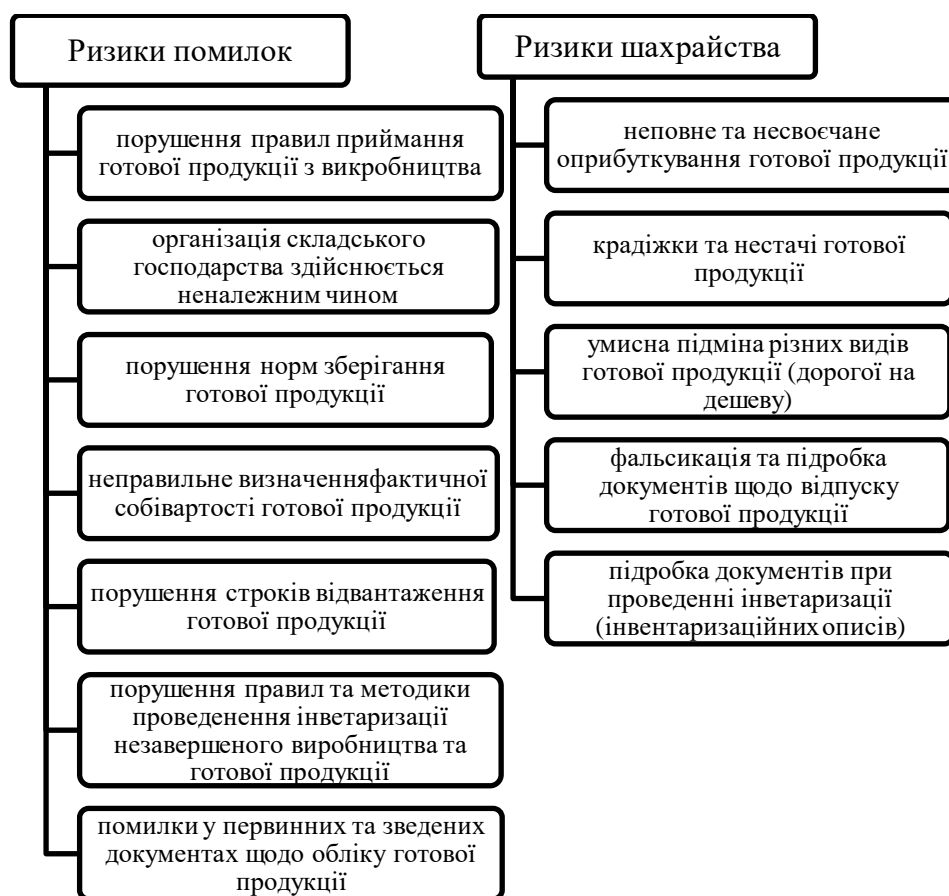 Ризики помилок
порушення правил приймання
готової продукції з викробництва
організація складського
господарства здійснюється
неналежним чином
порушення норм зберігання
готової продукції
неправильне визначенняфактичної
собівартості готової продукції
порушення строків відвантаження
готової продукції
порушення правил та методики
проведенення інветаризації
незавершеного виробництва та
готової продукції
помилки у первинних та зведених
документах щодо обліку готової
продукції
Ризики шахрайства
неповне та несвоєчане
оприбуткування готової продукції
крадіжки та нестачі готової
продукції
умисна підміна різних видів
готової продукції (дорогої на
дешеву)
фальсикація та підробка
документів щодо відпуску
готової продукції
підробка документів при
проведенні інветаризації
(інвентаризаційних описів)